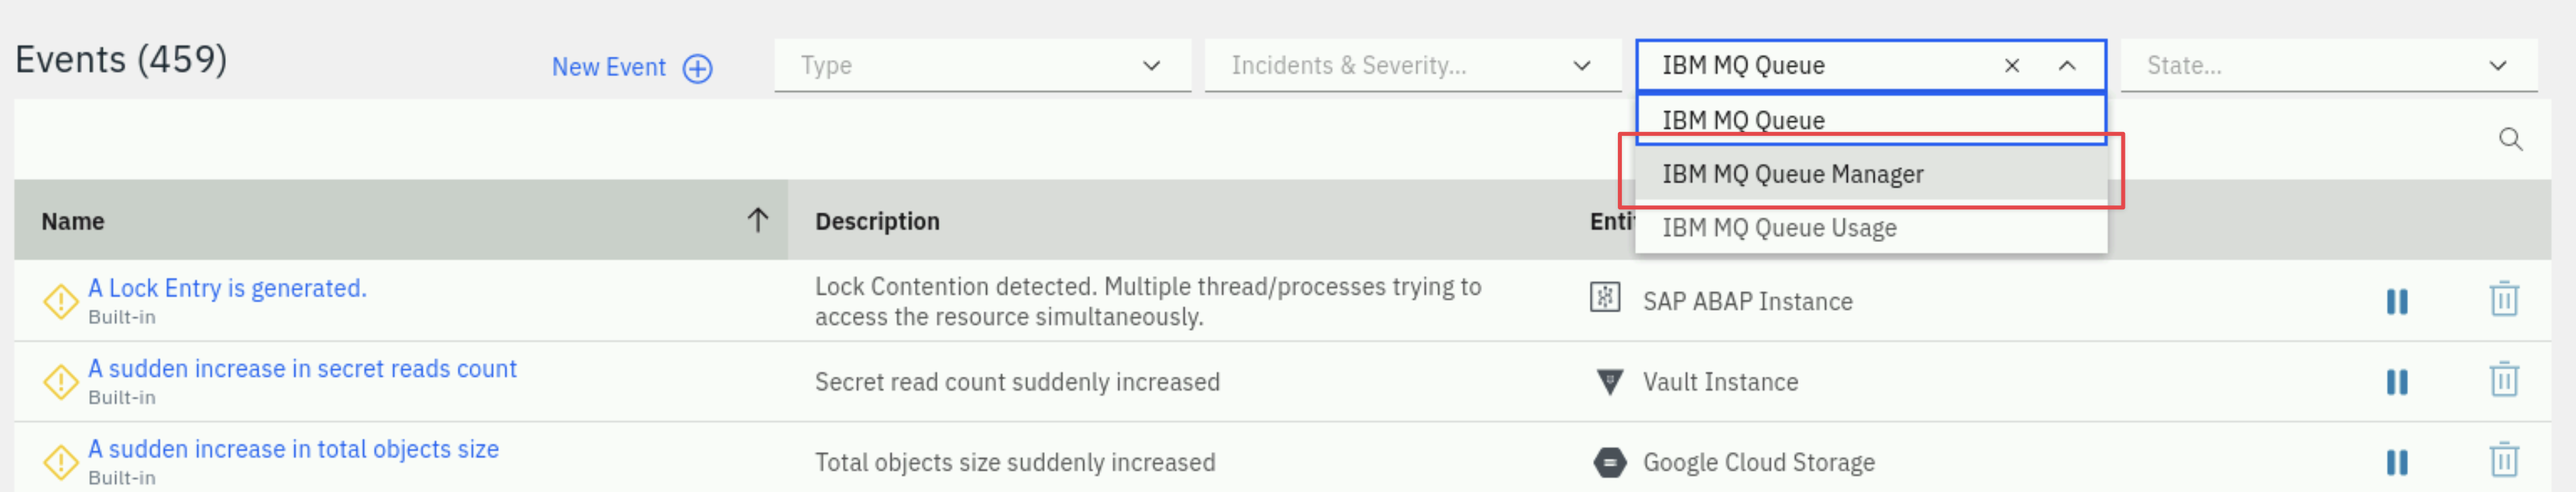 Events (459)
New Event
Type
Incidents & Severity...
IBM MQ Queue
State...
IBM MQ Queue
IBM MQ Queue Manager
IBM MQ Queue Usage
Name
Description
Enti
A Lock Entry is generated.
Built-in
Lock Contention detected. Multiple thread/processes trying to
access the resource simultaneously.
SAP ABAP Instance
A sudden increase in secret reads count
Built-in
Secret read count suddenly increased
Vault Instance
A sudden increase in total objects size
Built-in
Total objects size suddenly increased
Google Cloud Storage